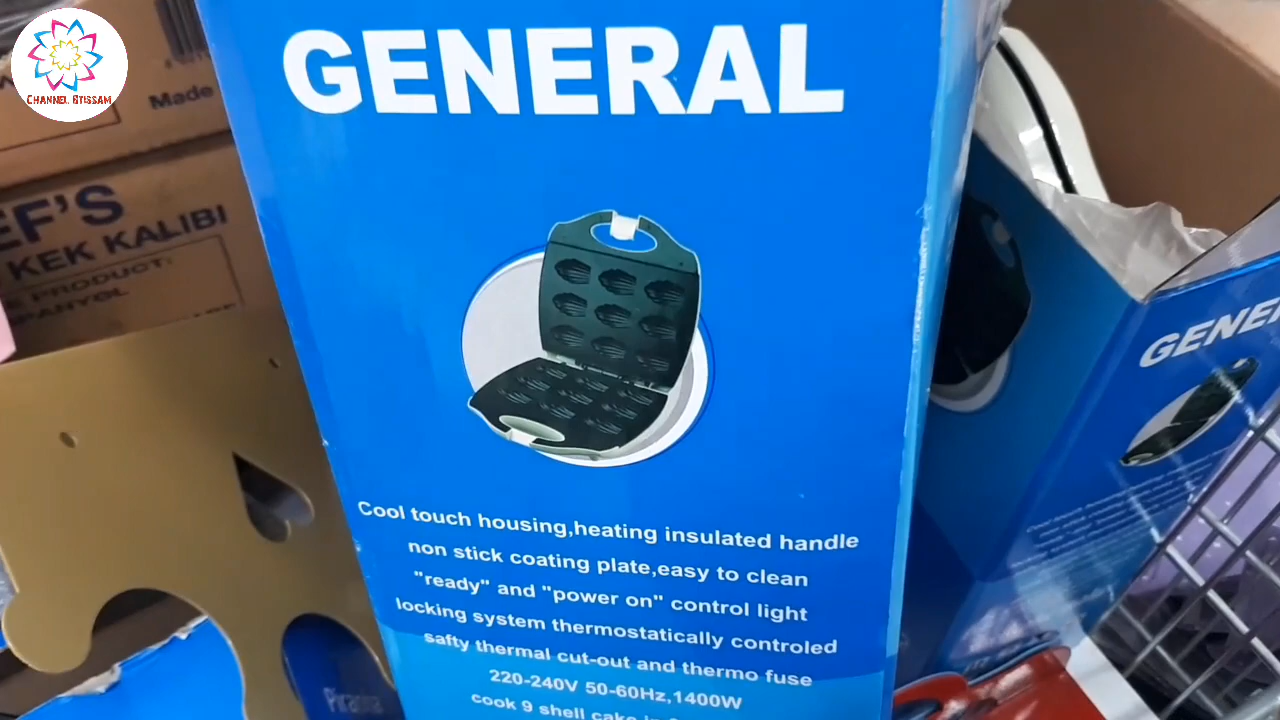 CHANNEL BTISSAM
Made
EF'S
KEK KALIBI
PRODUCT:
GENERAL
Cool touch housing,heating insulated handle
non stick coating plate,easy to clean
"ready" and "power on" control light
locking system thermostatically controled
safty thermal cut-out and thermo fuse
220-240V 50-60Hz,1400W
cook 9 shell cake in
GENE